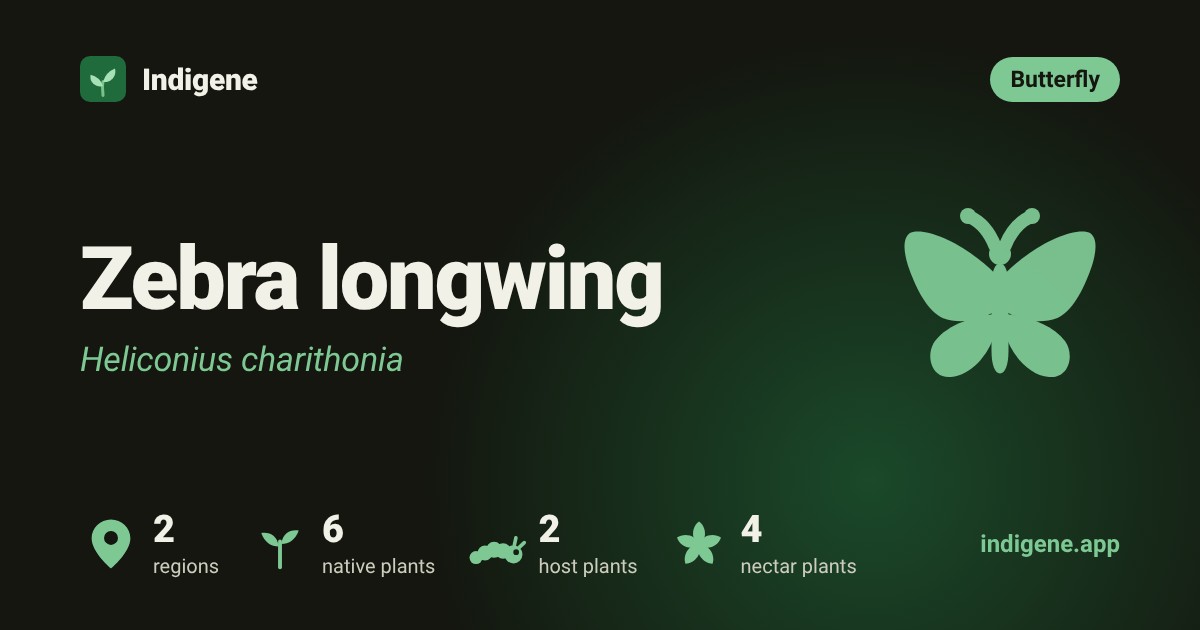 Indigene
Butterfly
Zebra longwing
Heliconius charithonia
2
regions
6
native plants
2
host plants
4
nectar plants
indigene.app